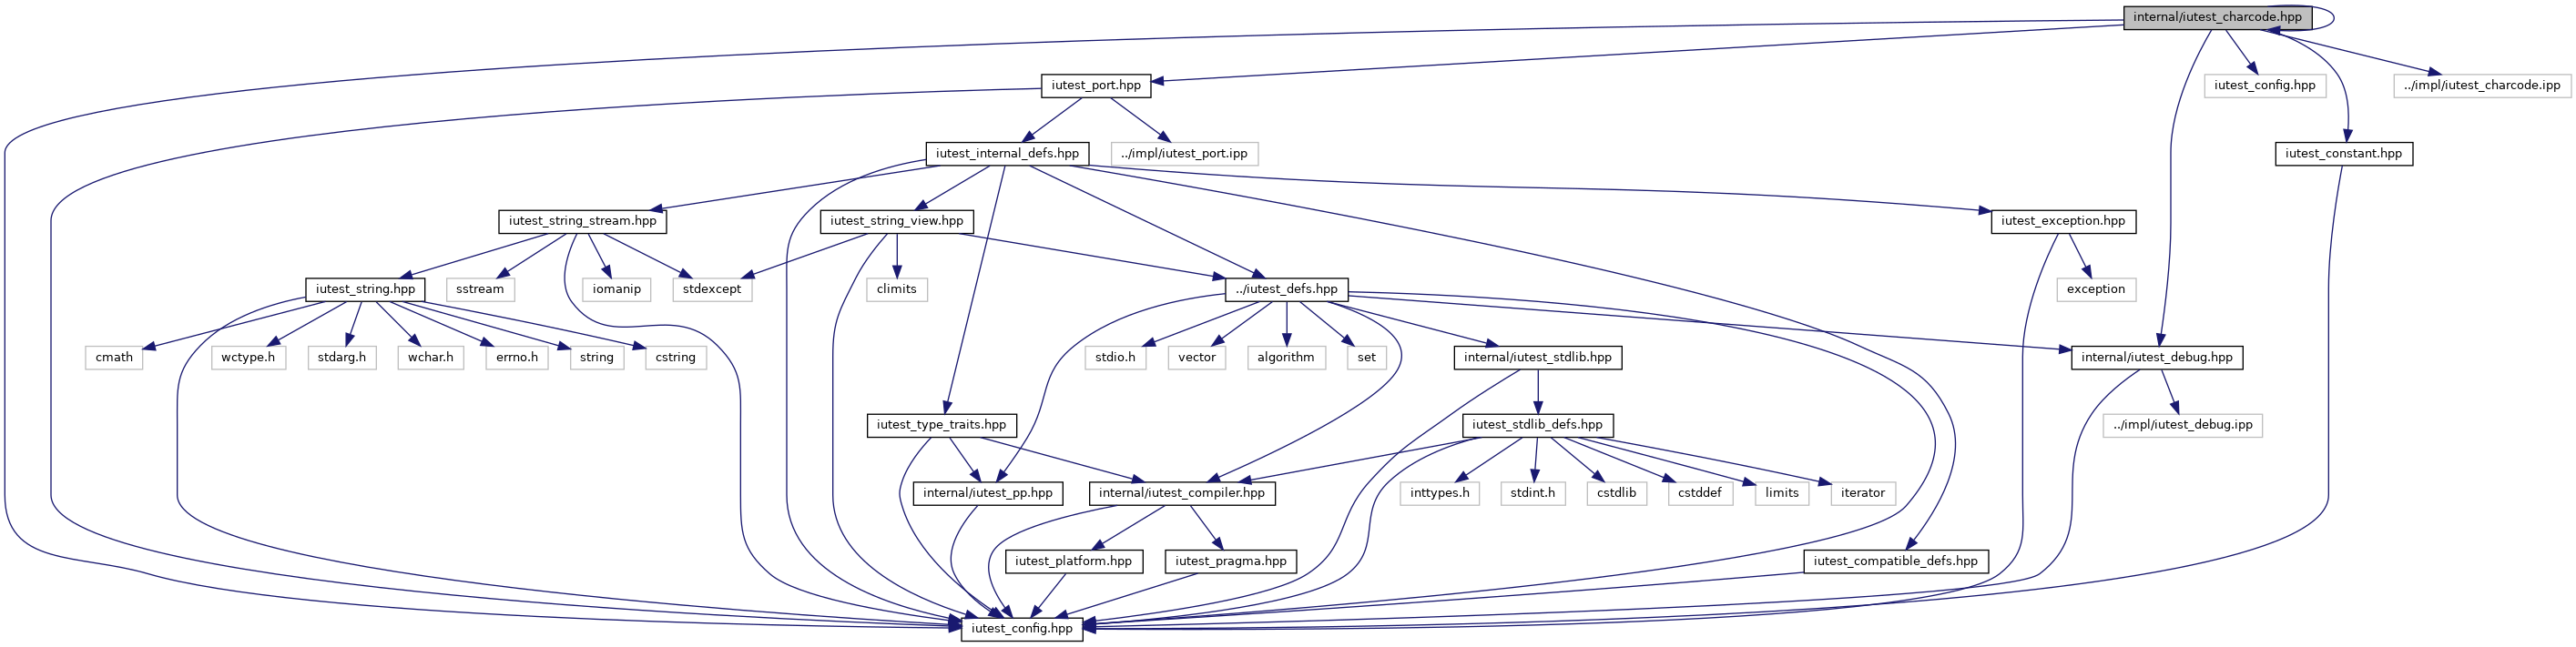 internal/iutest_charcode.hpp
iutest_port.hpp
iutest_config.hpp
../impl/iutest_charcode.ipp
iutest_internal_defs.hpp
../impl/iutest_port.ipp
iutest_constant.hpp
iutest_string_stream.hpp
iutest_string_view.hpp
iutest_exception.hpp
iutest_string.hpp
sstream
iomanip
stdexcept
climits
../iutest_defs.hpp
exception
cmath
wctype.h
stdarg.h
wchar.h
errno.h
string
cstring
stdio.h
vector
algorithm
set
internal/iutest_stdlib.hpp
internal/iutest_debug.hpp
iutest_type_traits.hpp
iutest_stdlib_defs.hpp
../impl/iutest_debug.ipp
internal/iutest_pp.hpp
internal/iutest_compiler.hpp
inttypes.h
stdint.h
cstdlib
cstddef
limits
iterator
iutest_platform.hpp
iutest_pragma.hpp
iutest_compatible_defs.hpp
iutest_config.hpp